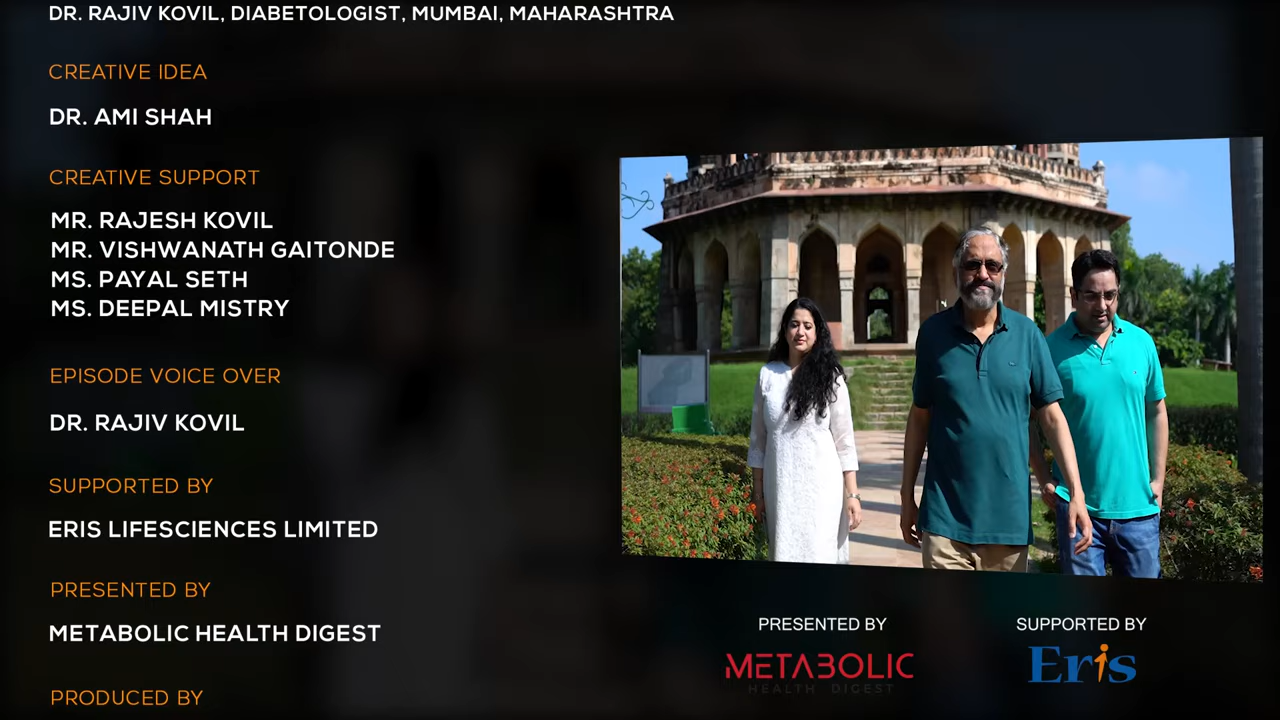 DR. RAJIV KOVIL, DIABETOLOGIST, MUMBAI, MAHARASHTRA
CREATIVE IDEA
DR. AMI SHAH
CREATIVE SUPPORT
MR. RAJESH KOVIL
MR. VISHWANATH GAITONDE
MS. PAYAL SETH
MS. DEEPAL MISTRY
EPISODE VOICE OVER
DR. RAJIV KOVIL
SUPPORTED BY
ERIS LIFESCIENCES LIMITED
PRESENTED BY
METABOLIC HEALTH DIGEST
PRODUCED BY
PRESENTED BY
METABOLIC
HEALTH DIGEST
SUPPORTED BY
Eris